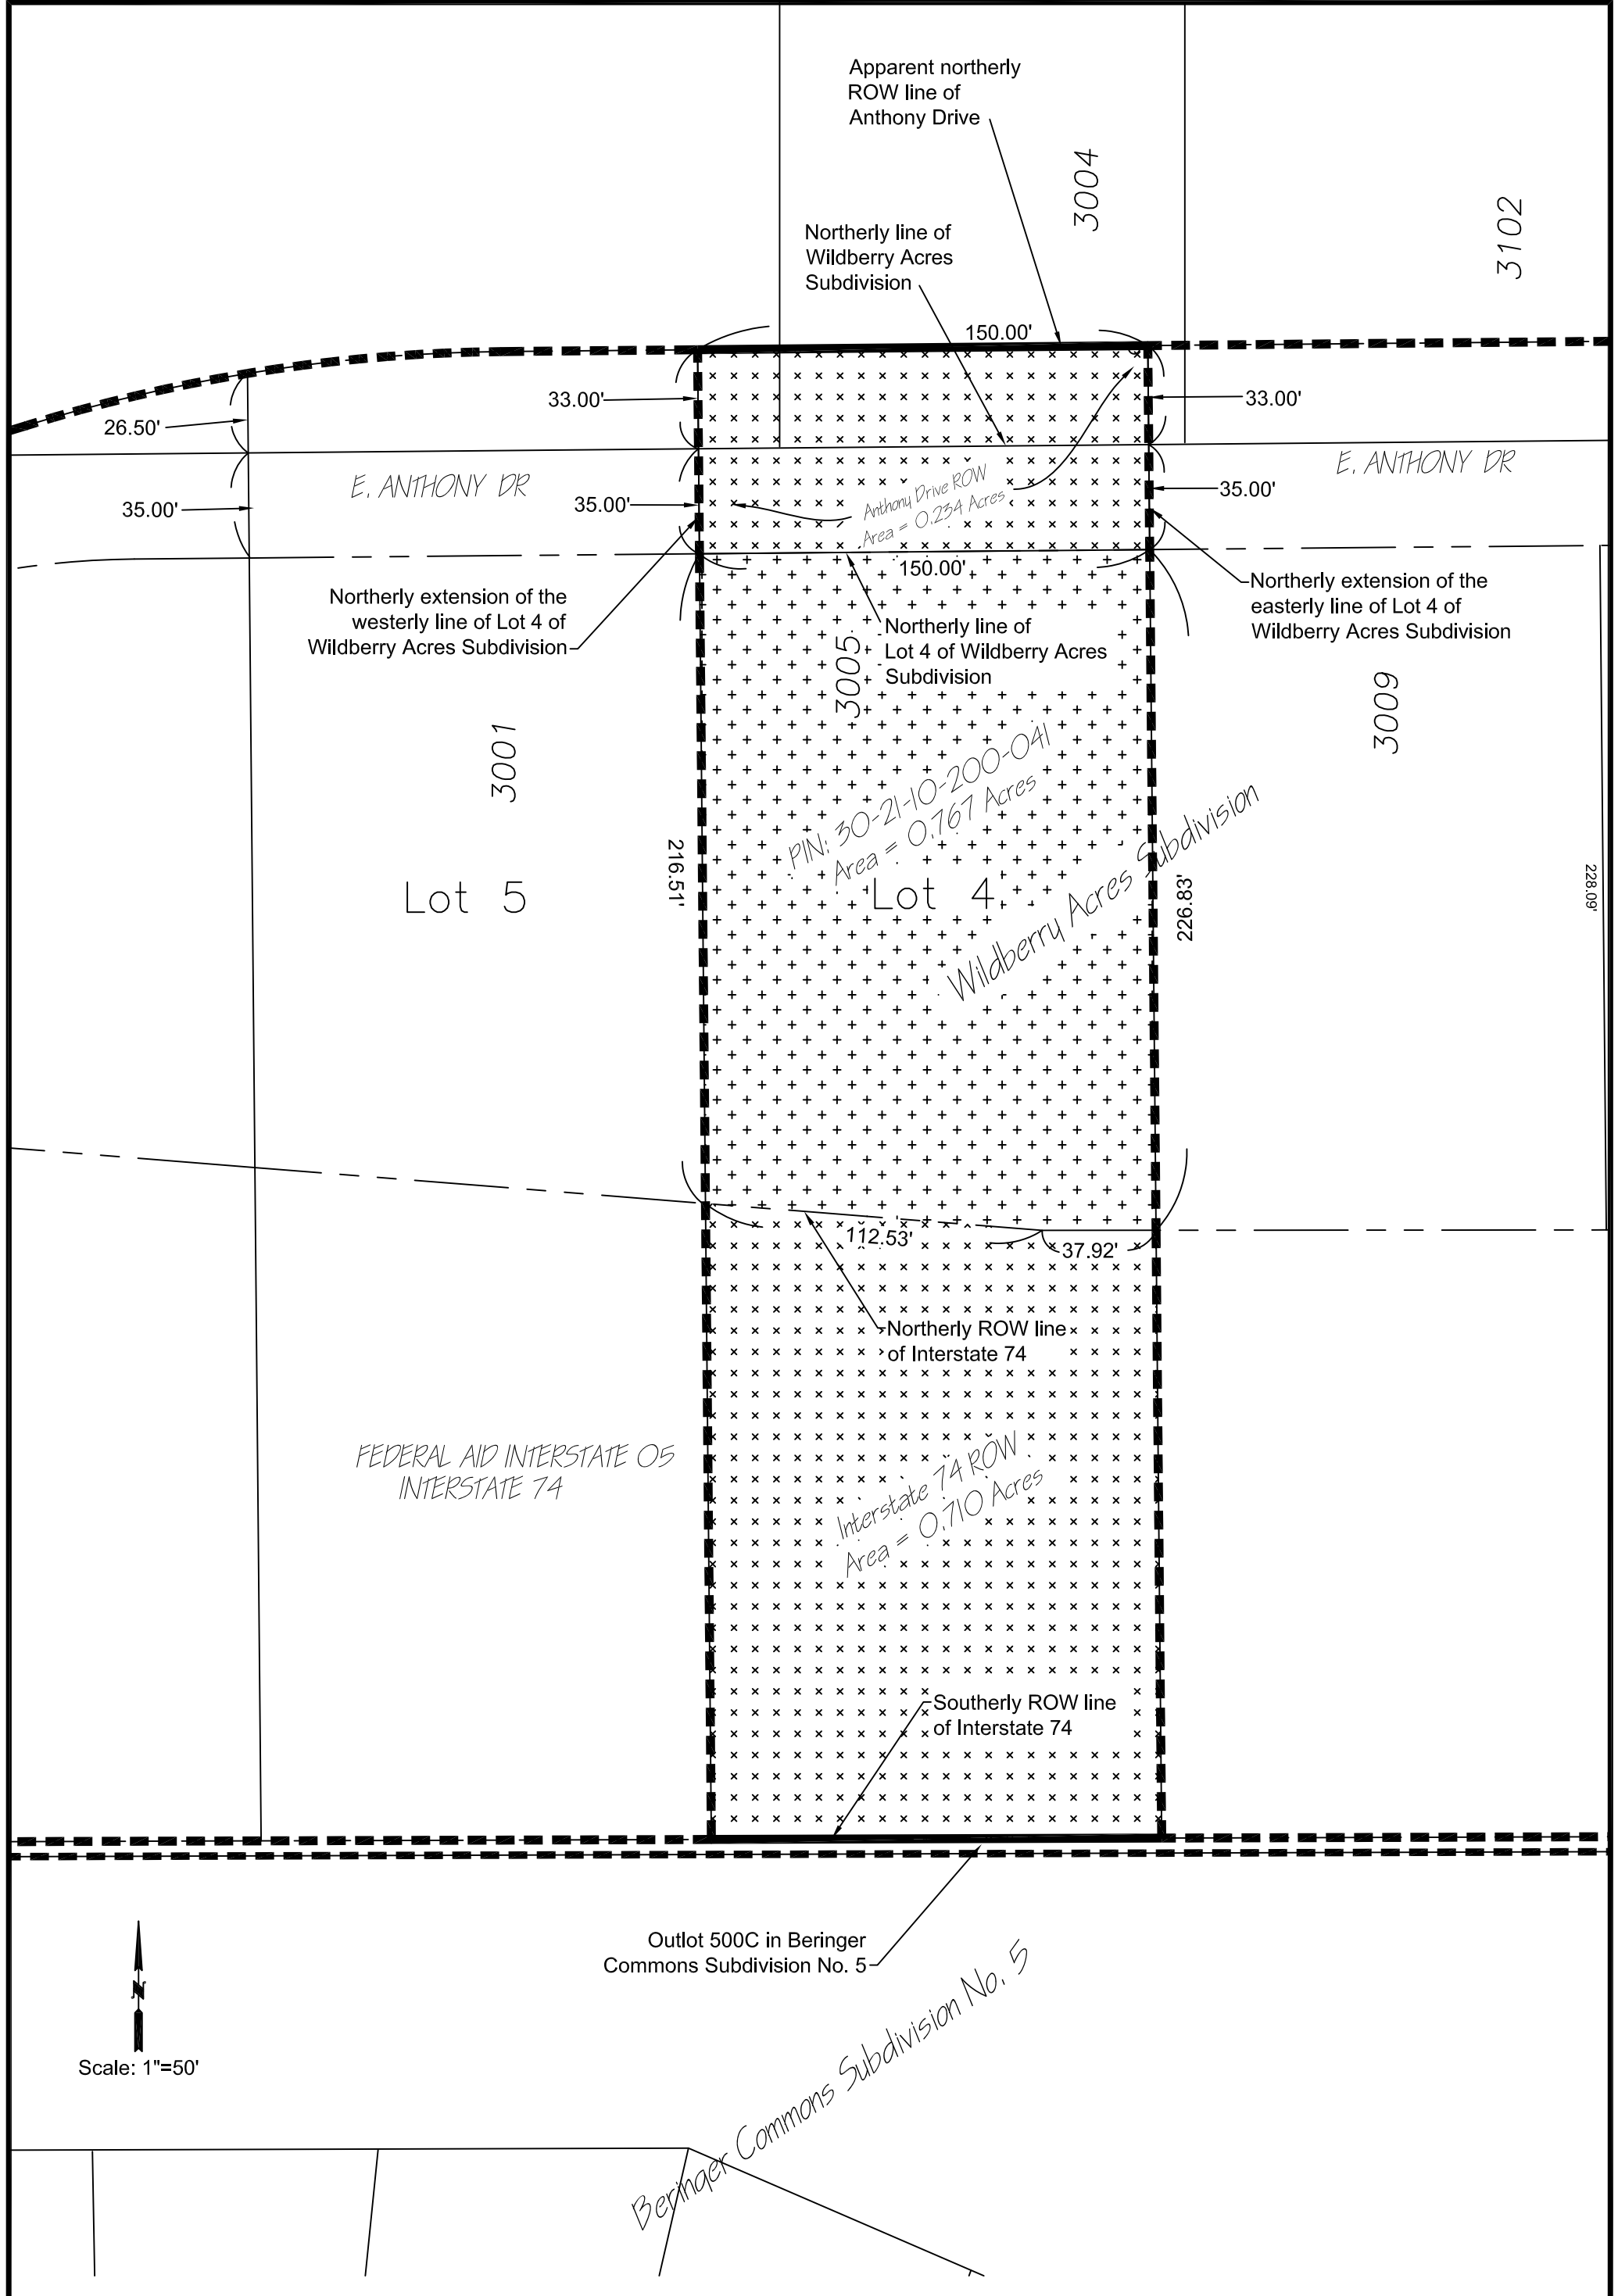 Apparent northerly
ROW line of
Anthony Drive
3004
3102
Northerly line of
Wildberry Acres
Subdivision
150.00'
33.00'
33.00'
26.50'
E. ANTHONY DR
E. ANTHONY DR
35.00'
35.00'
35.00'
Anthony Drive ROW
Area = 0.234 Acres
150.00'
Northerly extension of the
westerly line of Lot 4 of
Wildberry Acres Subdivision
Northerly extension of the
easterly line of Lot 4 of
Wildberry Acres Subdivision
Northerly line of
Lot 4 of Wildberry Acres
Subdivision
3005
3001
3009
PIN: 30-21-10-200-041
Area = 0.767 Acres
Lot 5
Lot 4
216.51'
226.83'
228.09'
Wildberry Acres Subdivision
112.53'
37.92'
Northerly ROW line
of Interstate 74
FEDERAL AID INTERSTATE 05
INTERSTATE 74
Interstate 74 ROW
Area = 0.710 Acres
Southerly ROW line
of Interstate 74
Outlot 500C in Beringer
Commons Subdivision No. 5
N
Scale: 1"=50'
Beringer Commons Subdivision No. 5